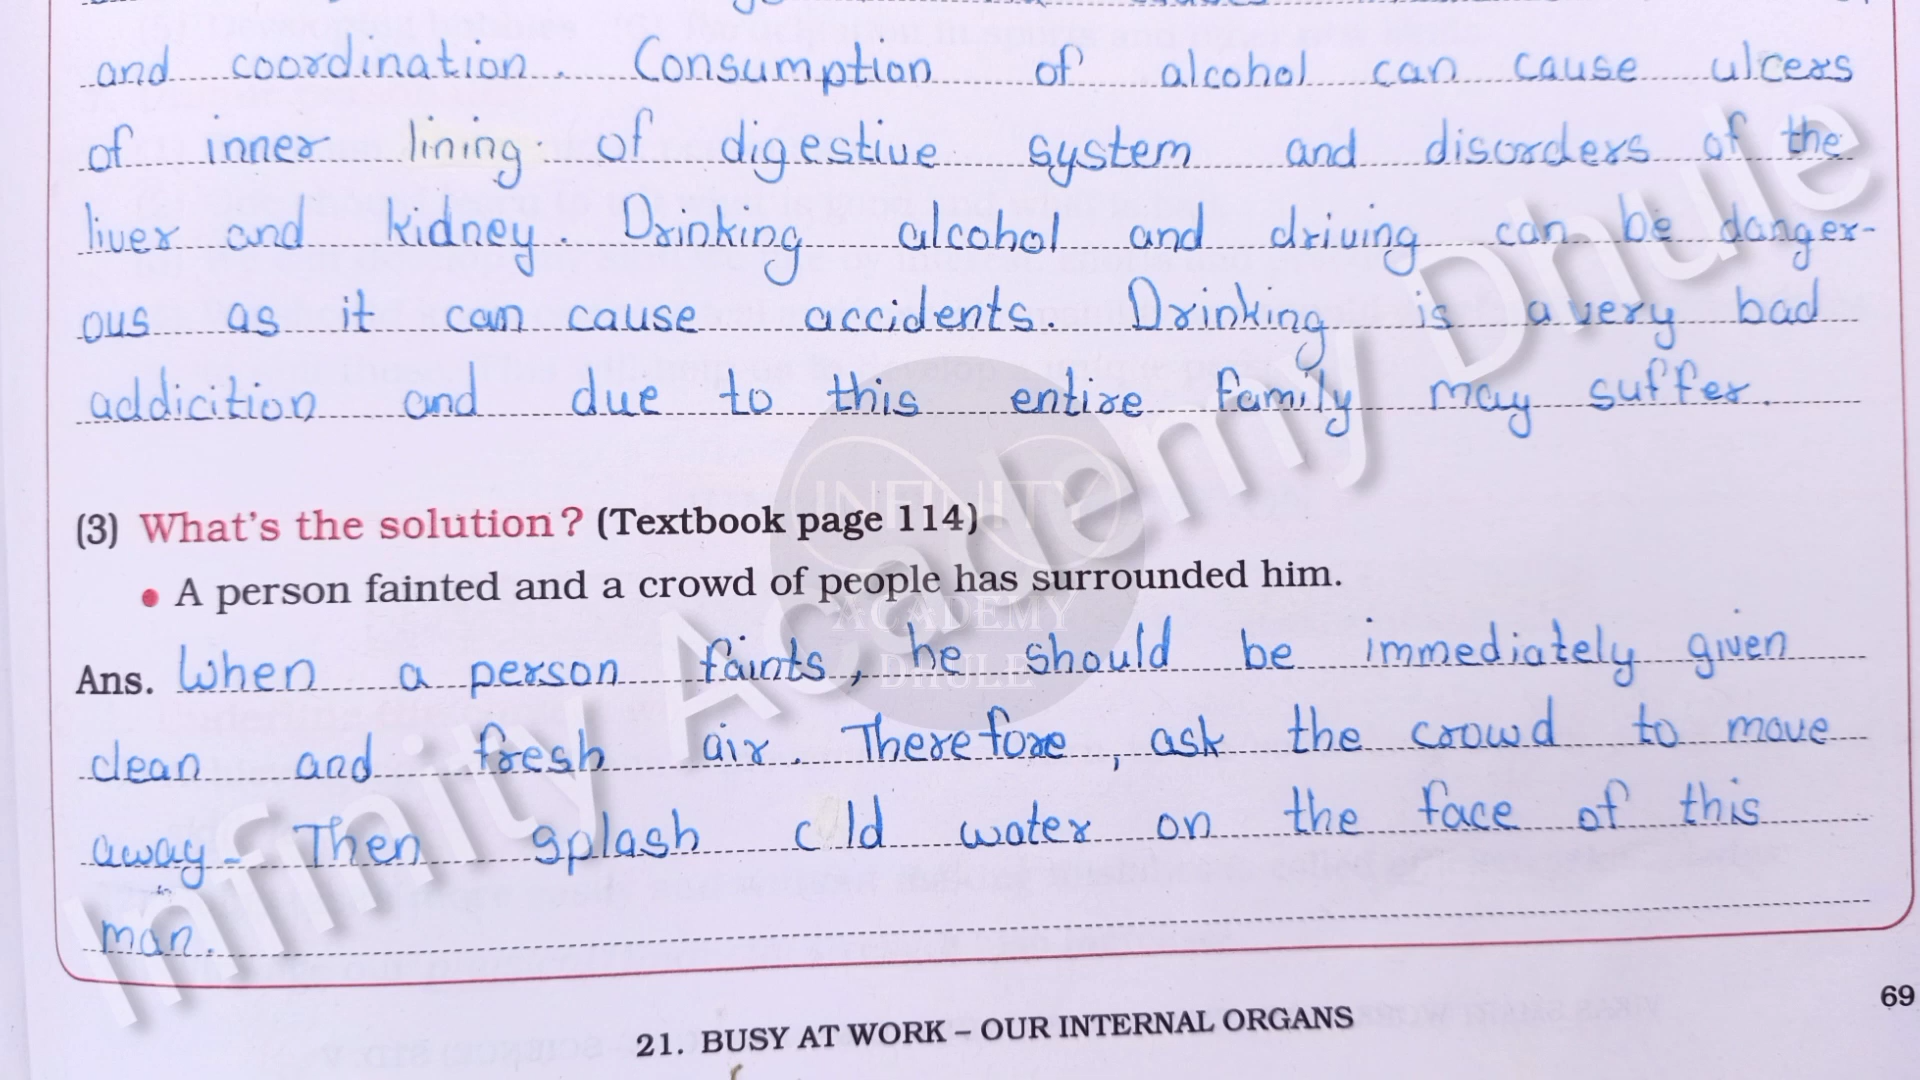 and coordination. Consumption of alcohol can cause ulcers
of inner lining of digestive system and disorders of the
liver and kidney. Drinking alcohol and driving can be danger-
ous as it can cause accidents. Drinking is a very bad
addicition and due to this entire family may suffer.
(3) What's the solution? (Textbook page 114)
• A person fainted and a crowd of people has surrounded him.
Ans. When a person faints, he should be immediately given
clean and fresh air. Therefore, ask the crowd to move
away. Then splash c ld water on the face of this
man.
21. BUSY AT WORK – OUR INTERNAL ORGANS
69
INFINITY
ACADEMY
DHULE
Infinity Academy Dhule